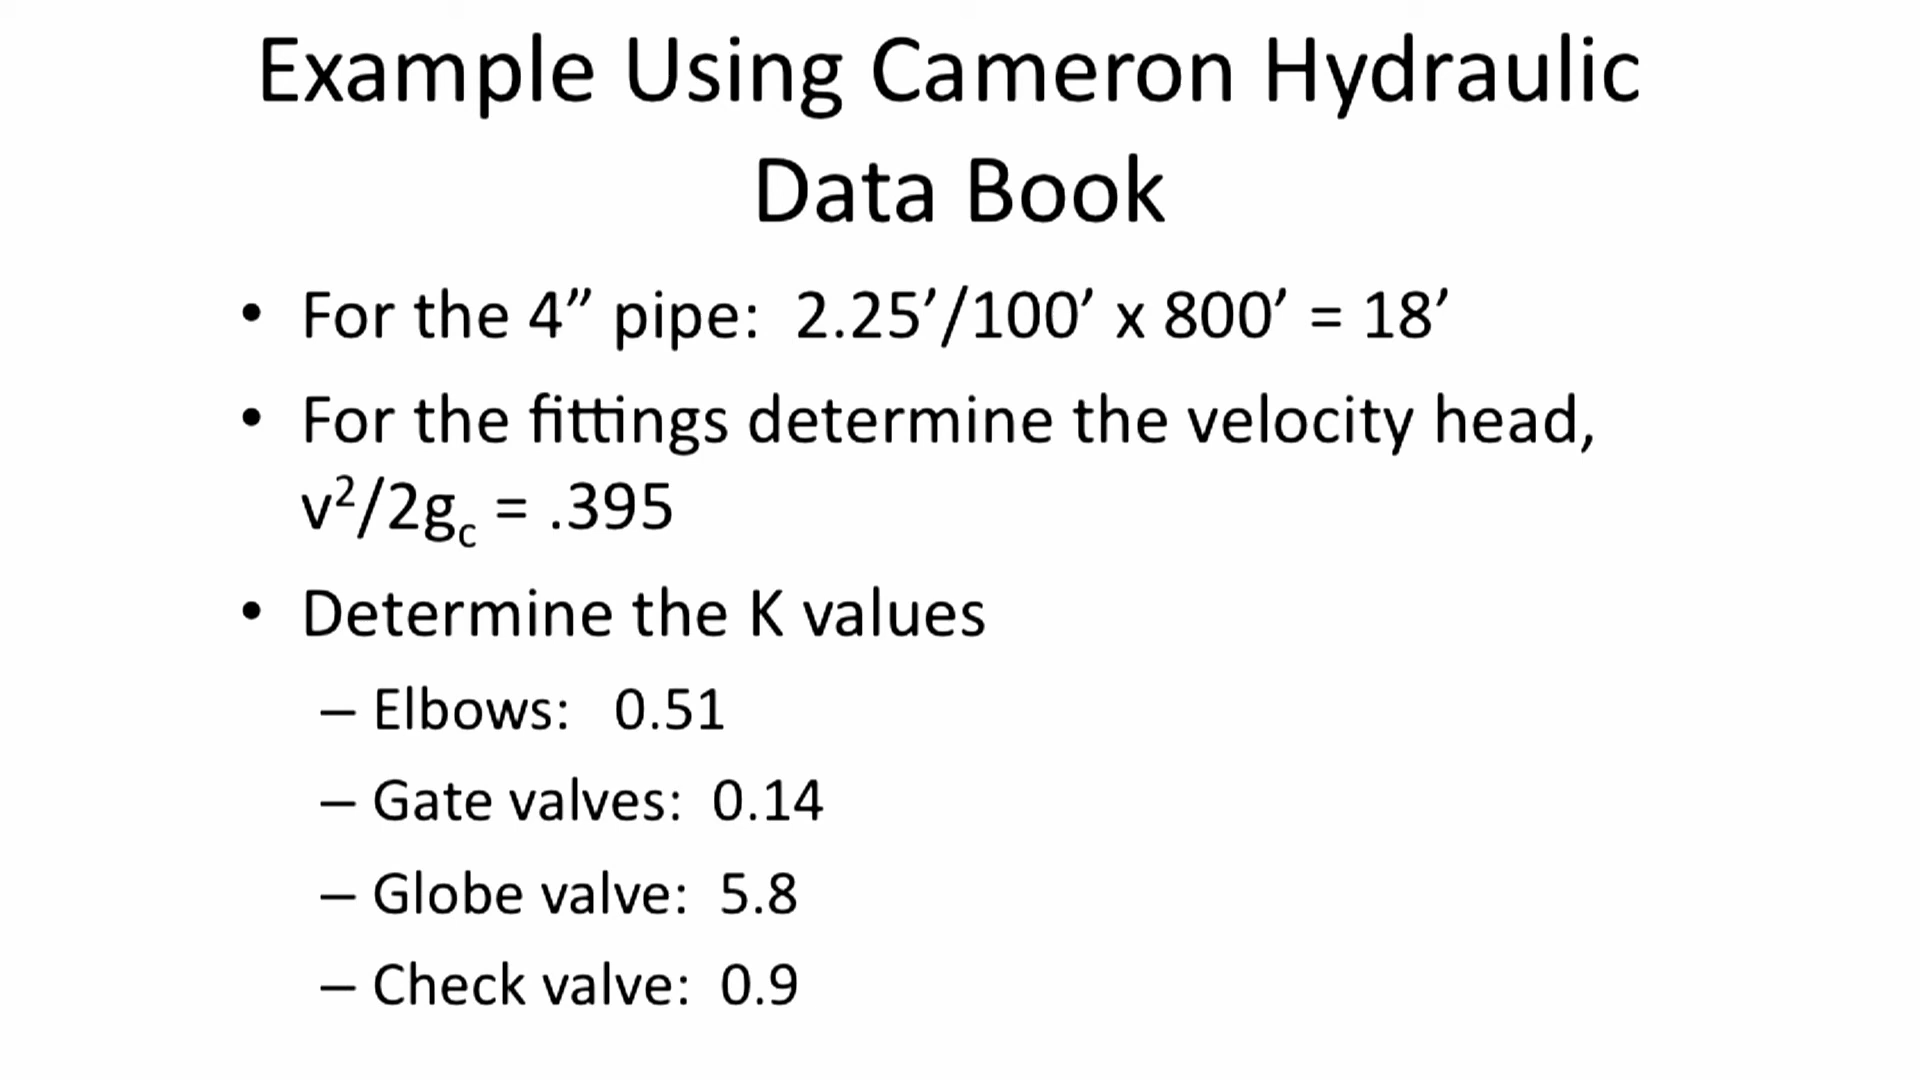 Example Using Cameron Hydraulic
Data Book
• For the 4” pipe: 2.25’/100’ x 800’ = 18’
• For the fittings determine the velocity head,
v²/2gc = .395
• Determine the K values
– Elbows: 0.51
– Gate valves: 0.14
– Globe valve: 5.8
– Check valve: 0.9